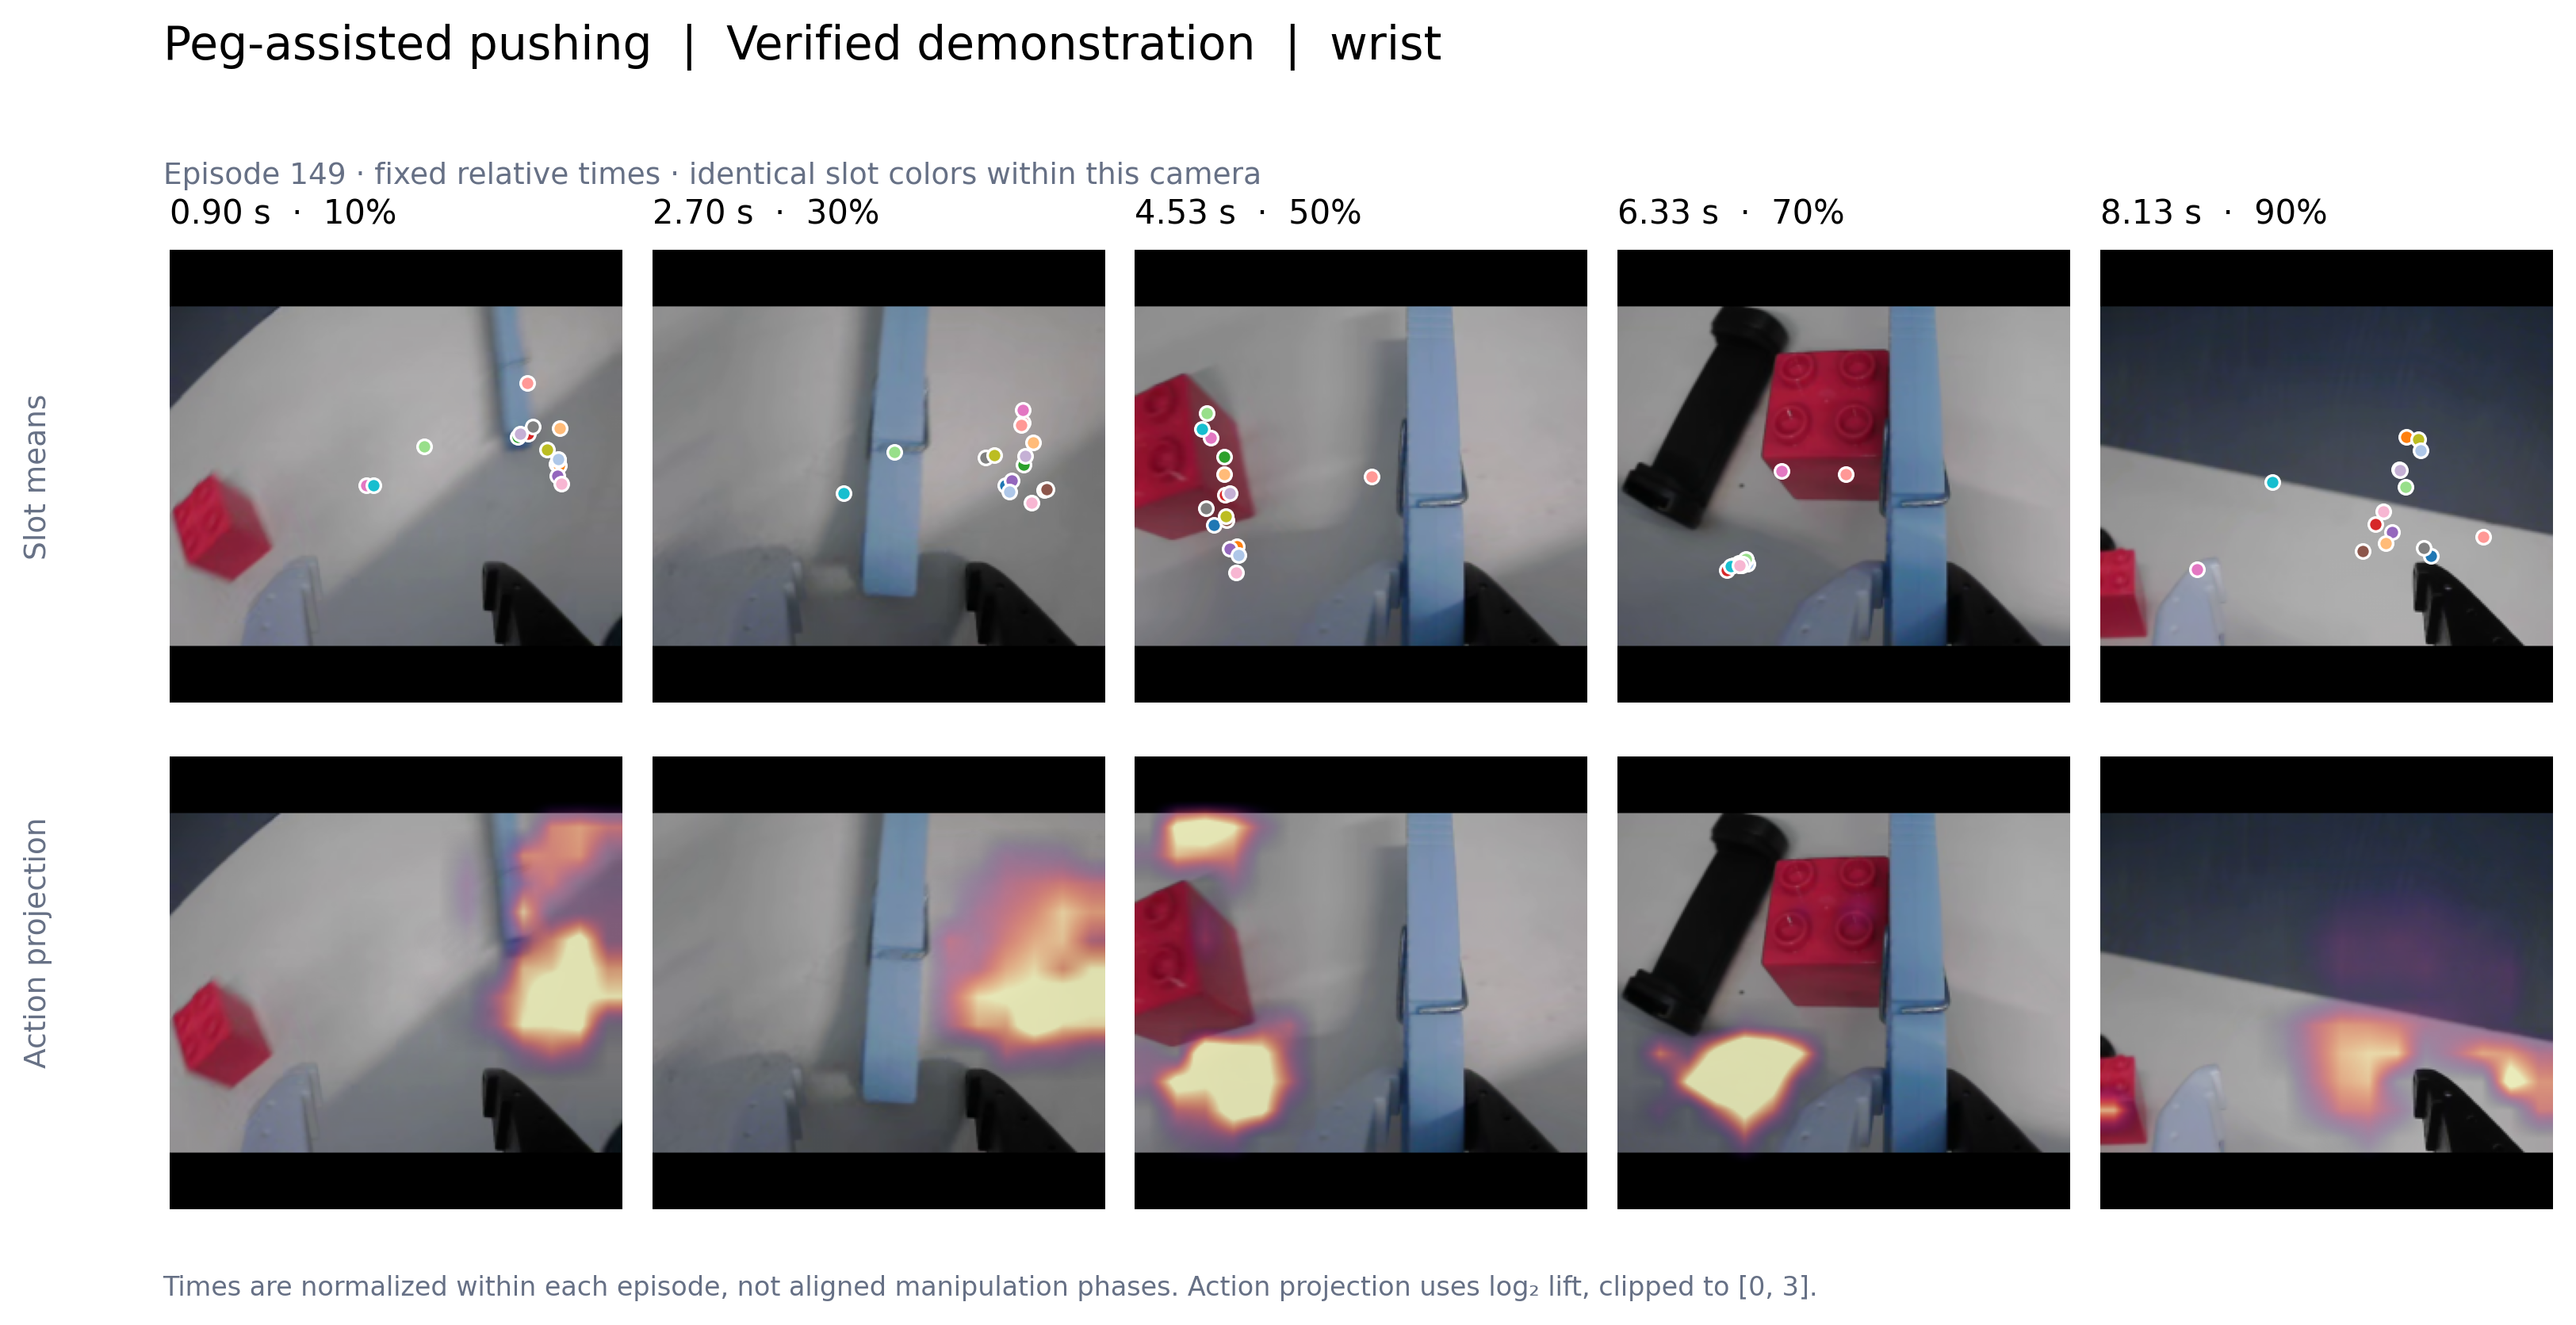 Peg-assisted pushing | Verified demonstration | wrist
Episode 149 · fixed relative times · identical slot colors within this camera
0.90 s · 10%
2.70 s · 30%
4.53 s · 50%
6.33 s · 70%
8.13 s · 90%
Slot means
Action projection
Times are normalized within each episode, not aligned manipulation phases. Action projection uses log₂ lift, clipped to [0, 3].